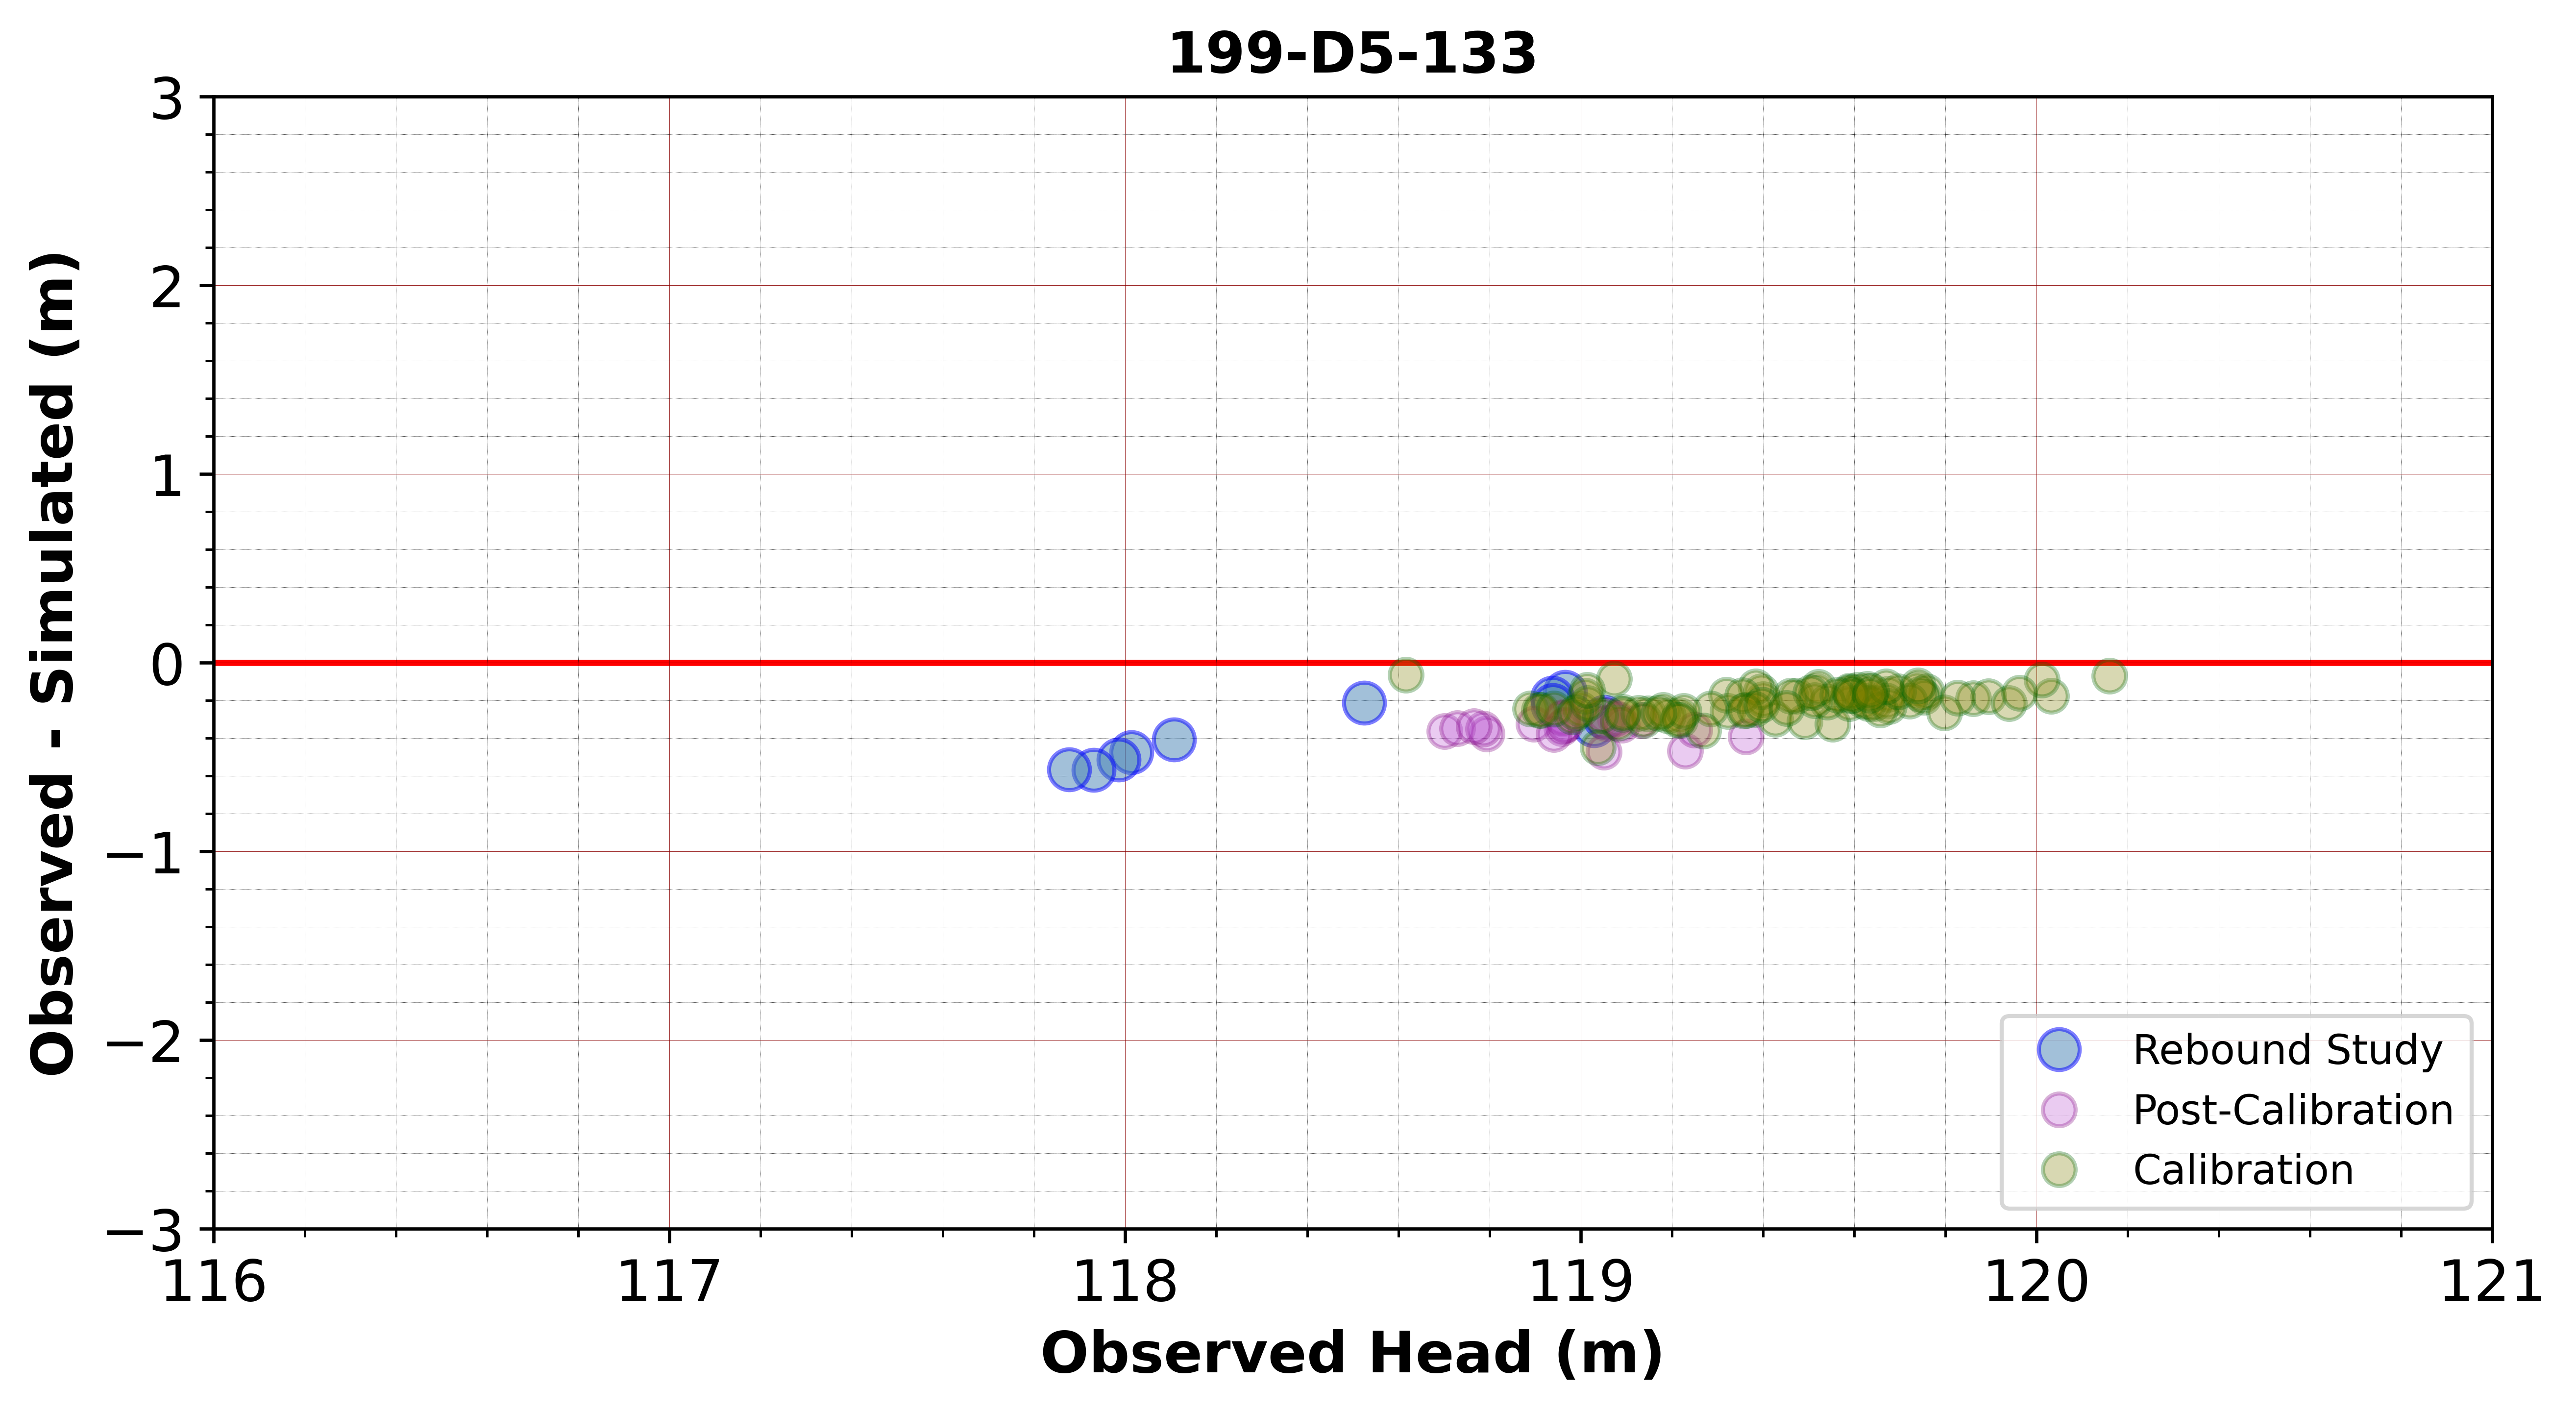 199-D5-133
3
2
1
0
−1
−2
−3
Observed - Simulated (m)
116 117 118 119 120 121
Observed Head (m)
Rebound Study
Post-Calibration
Calibration